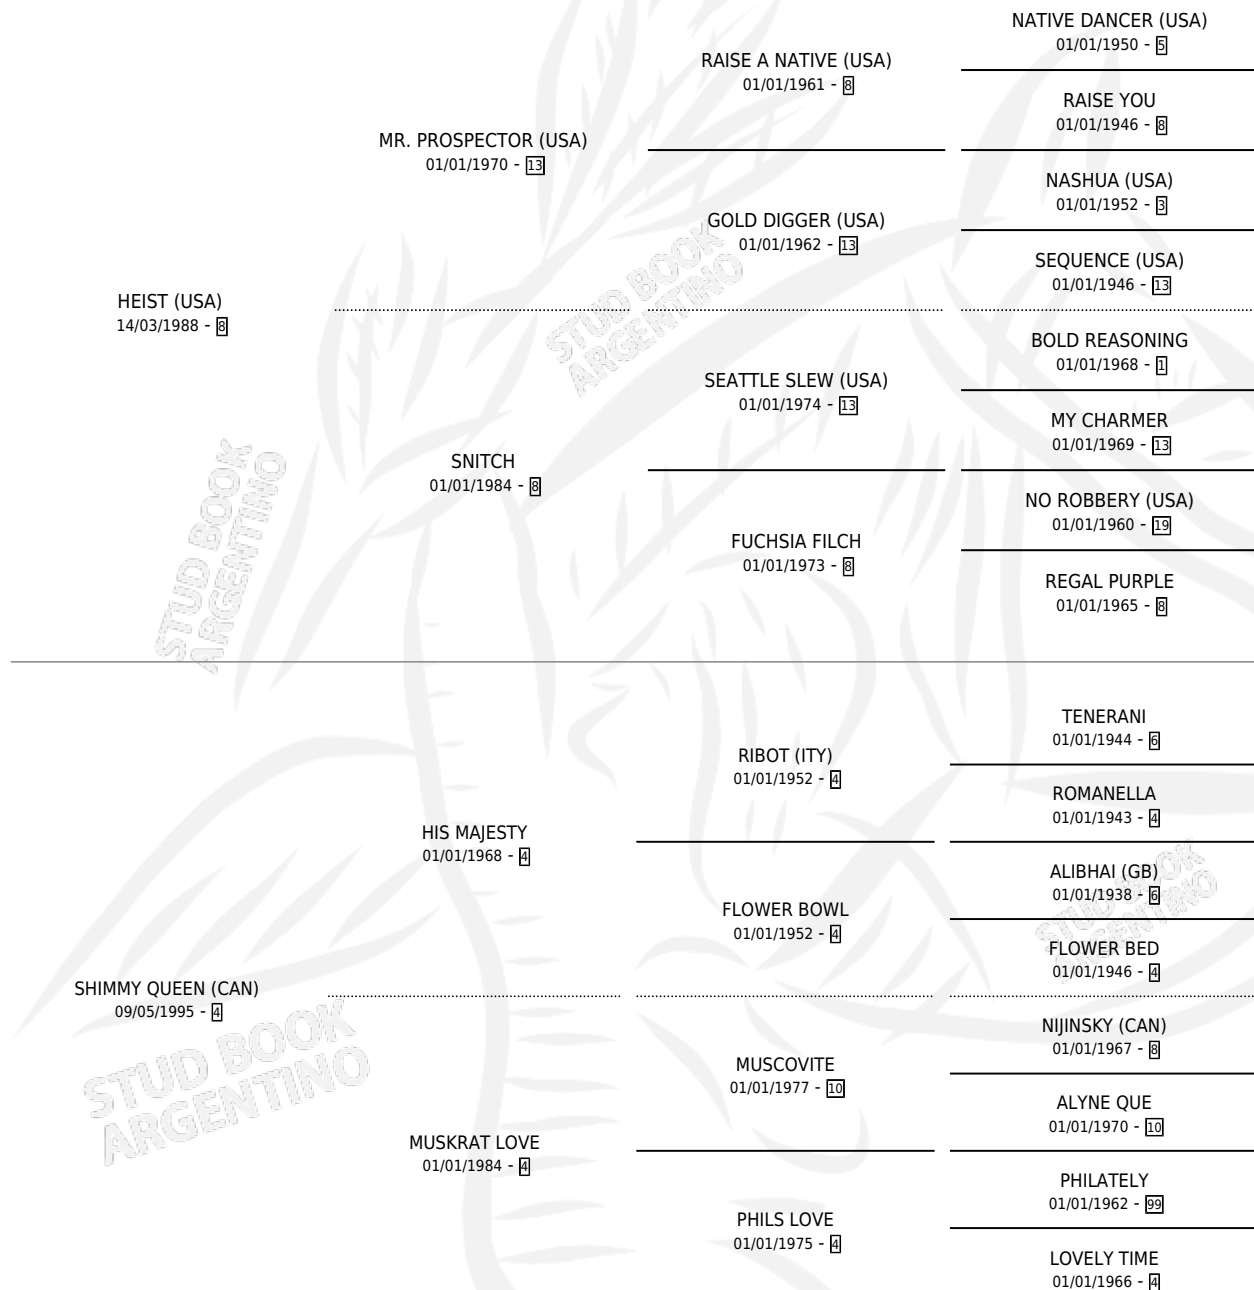 NATIVE DANCER (USA)
01/01/1950 - 5
RAISE A NATIVE (USA)
01/01/1961 - 8
RAISE YOU
01/01/1946 - 8
MR. PROSPECTOR (USA)
01/01/1970 - 13
NASHUA (USA)
01/01/1952 - 3
GOLD DIGGER (USA)
01/01/1962 - 13
SEQUENCE (USA)
01/01/1946 - 13
HEIST (USA)
14/03/1988 - 8
BOLD REASONING
01/01/1968 - 1
SEATTLE SLEW (USA)
01/01/1974 - 13
MY CHARMER
01/01/1969 - 13
SNITCH
01/01/1984 - 8
NO ROBBERY (USA)
01/01/1960 - 19
FUCHSIA FILCH
01/01/1973 - 8
REGAL PURPLE
01/01/1965 - 8
TENERANI
01/01/1944 - 6
RIBOT (ITY)
01/01/1952 - 4
ROMANELLA
01/01/1943 - 4
HIS MAJESTY
01/01/1968 - 4
ALIBHAI (GB)
01/01/1938 - 6
FLOWER BOWL
01/01/1952 - 4
FLOWER BED
01/01/1946 - 4
SHIMMY QUEEN (CAN)
09/05/1995 - 4
NIJINSKY (CAN)
01/01/1967 - 8
MUSCOVITE
01/01/1977 - 10
ALYNE QUE
01/01/1970 - 10
MUSKRAT LOVE
01/01/1984 - 4
PHILATELY
01/01/1962 - 99
PHILS LOVE
01/01/1975 - 4
LOVELY TIME
01/01/1966 - 4
STUD BOOK
ARGENTINO
STUD BOOK
ARGENTINO
STUD BOOK
ARGENTINO
STUD BOOK
ARGENTINO